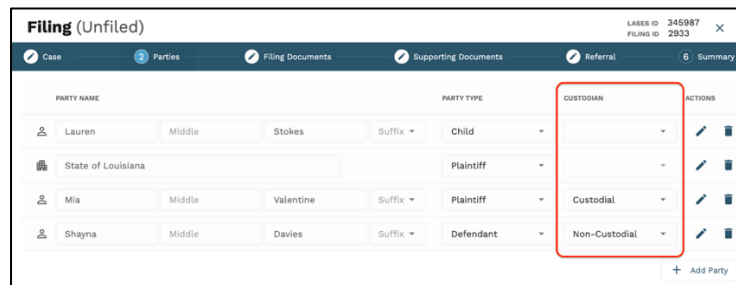 Filing (Unfiled)
LASES ID 345987
FILING ID 2933
Case 2 Parties Filing Documents Supporting Documents Referral 6 Summary
PARTY NAME PARTY TYPE CUSTODIAN ACTIONS
Lauren Middle Stokes Suffix Child
State of Louisiana Plaintiff
Mia Middle Valentine Suffix Plaintiff Custodial
Shayna Middle Davies Suffix Defendant Non-Custodial
+ Add Party